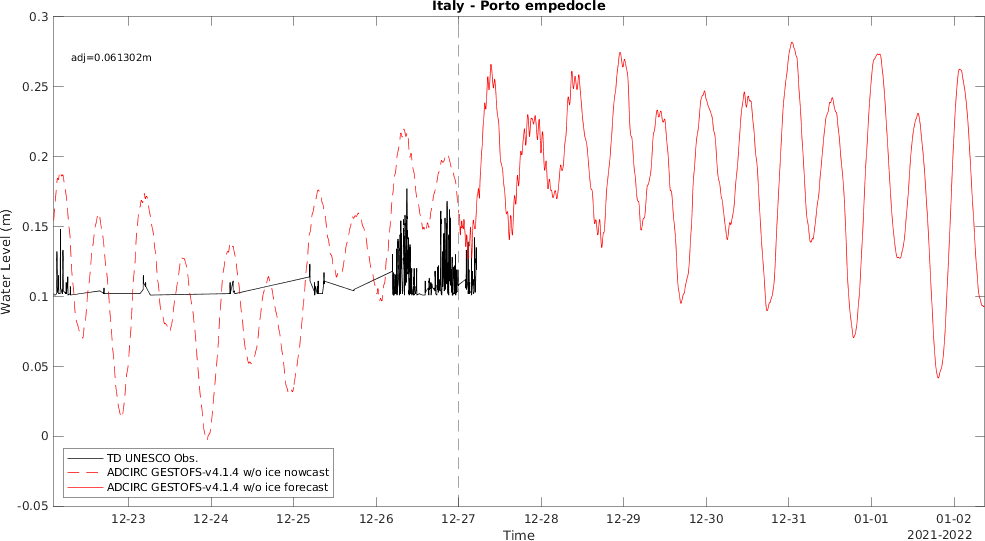 Italy - Porto empedocle
adj=0.061302m
Water Level (m)
0.3
0.25
0.2
0.15
0.1
0.05
0
-0.05
TD UNESCO Obs.
ADCIRC GESTOFS-v4.1.4 w/o ice nowcast
ADCIRC GESTOFS-v4.1.4 w/o ice forecast
12-23 12-24 12-25 12-26 12-27 12-28 12-29 12-30 12-31 01-01 01-02
Time
2021-2022